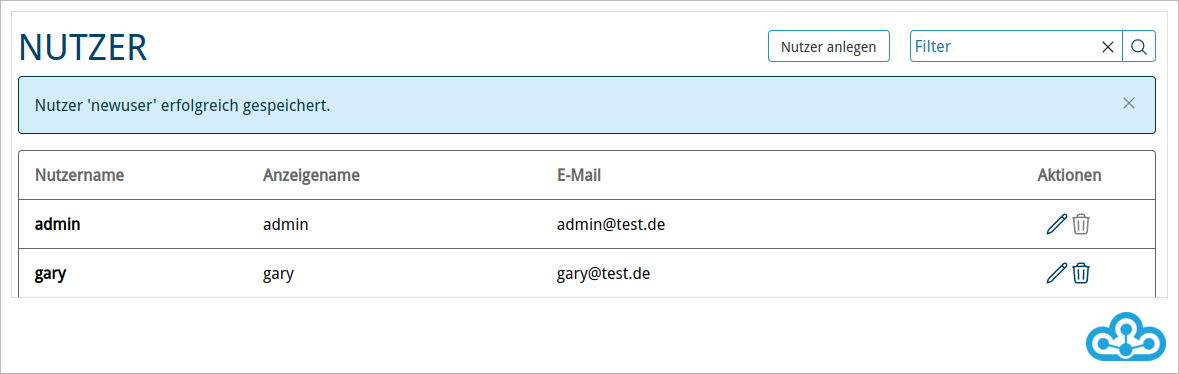 NUTZER Nutzer anlegen Filter
Nutzer 'newuser' erfolgreich gespeichert.
Nutzername Anzeigename E-Mail Aktionen
admin admin admin@test.de
gary gary gary@test.de